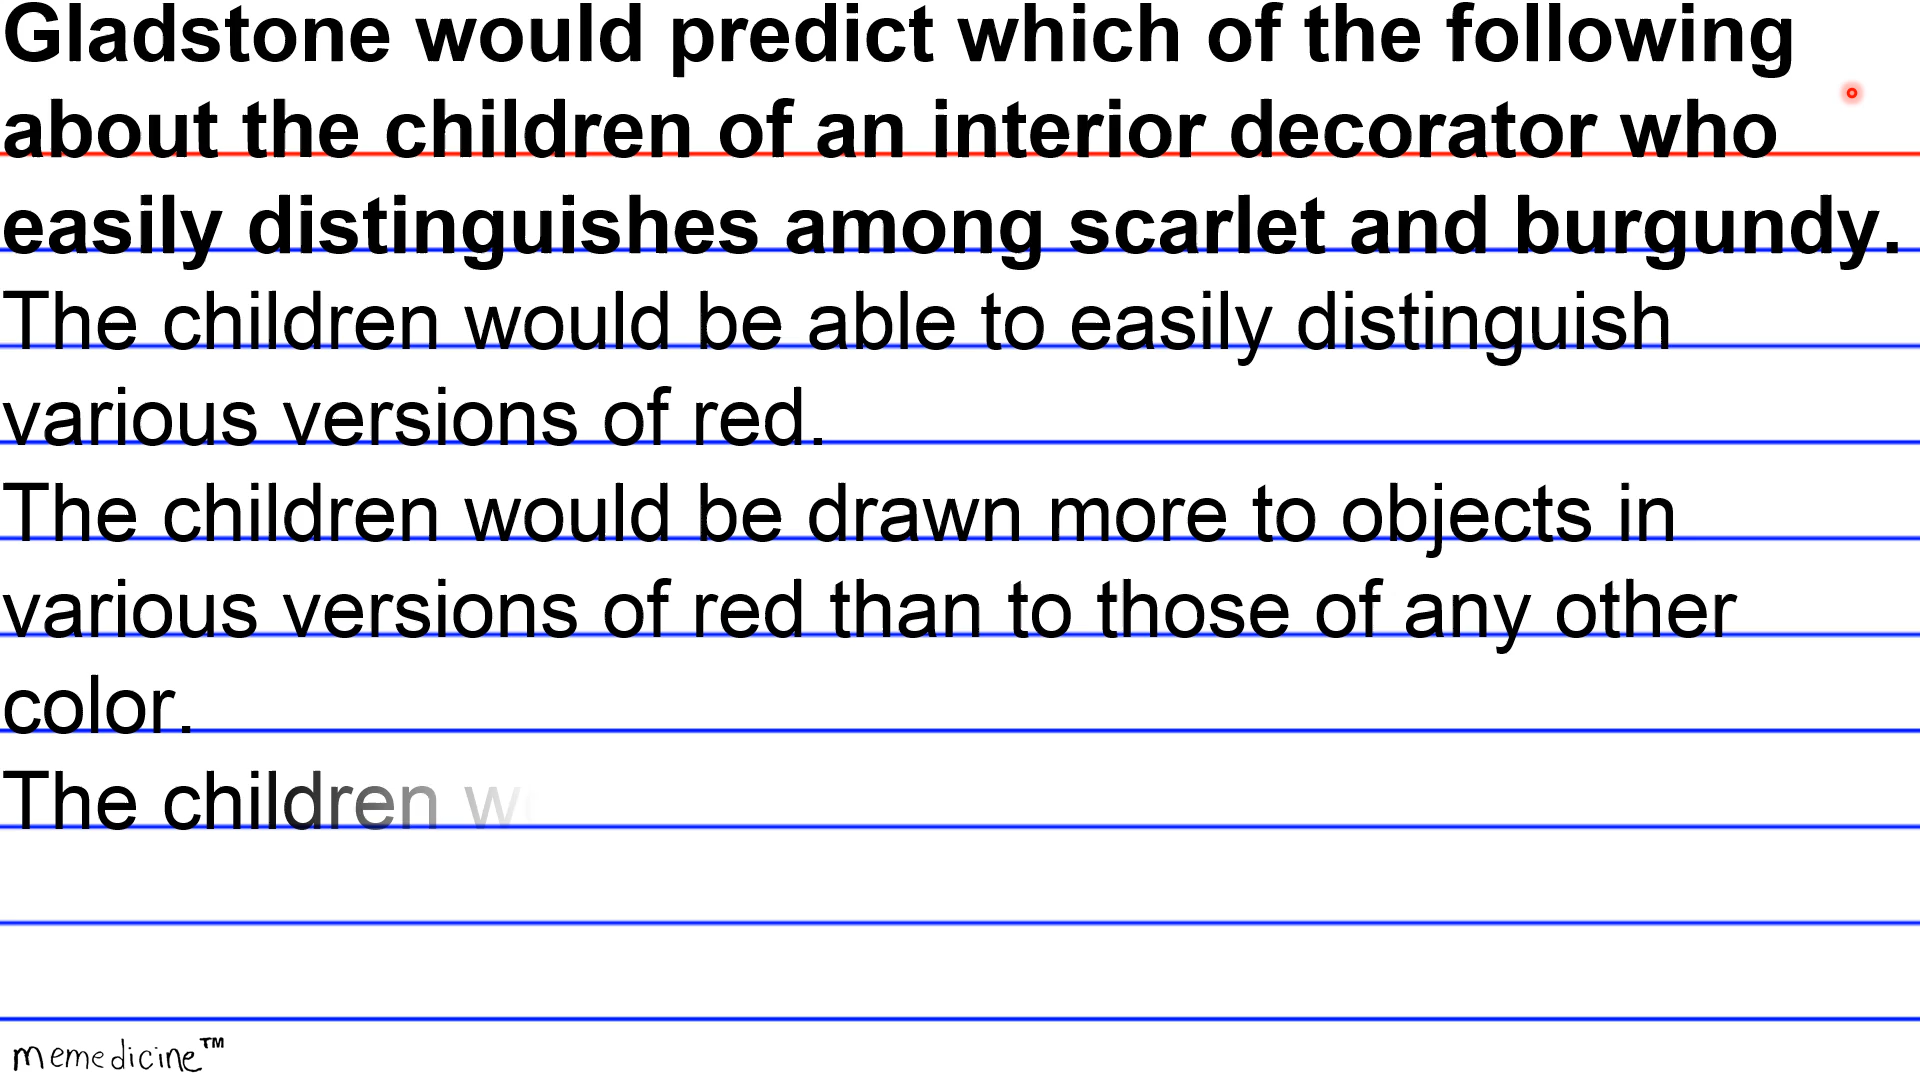 Gladstone would predict which of the following
about the children of an interior decorator who
easily distinguishes among scarlet and burgundy.
The children would be able to easily distinguish
various versions of red.
The children would be drawn more to objects in
various versions of red than to those of any other
color.
The children w
memedicine™